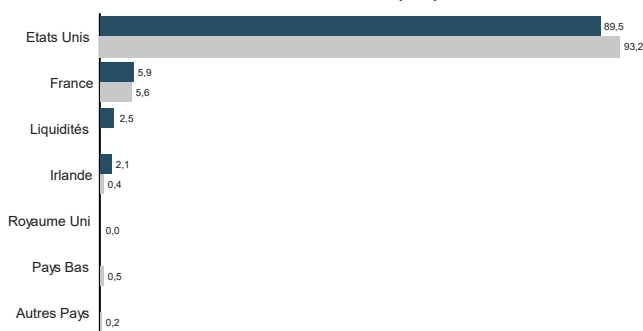 Etats Unis
89,5
93,2
France
5,9
5,6
Liquidités
2,5
Irlande
2,1
0,4
Royaume Uni
0,0
Pays Bas
0,5
Autres Pays
0,2